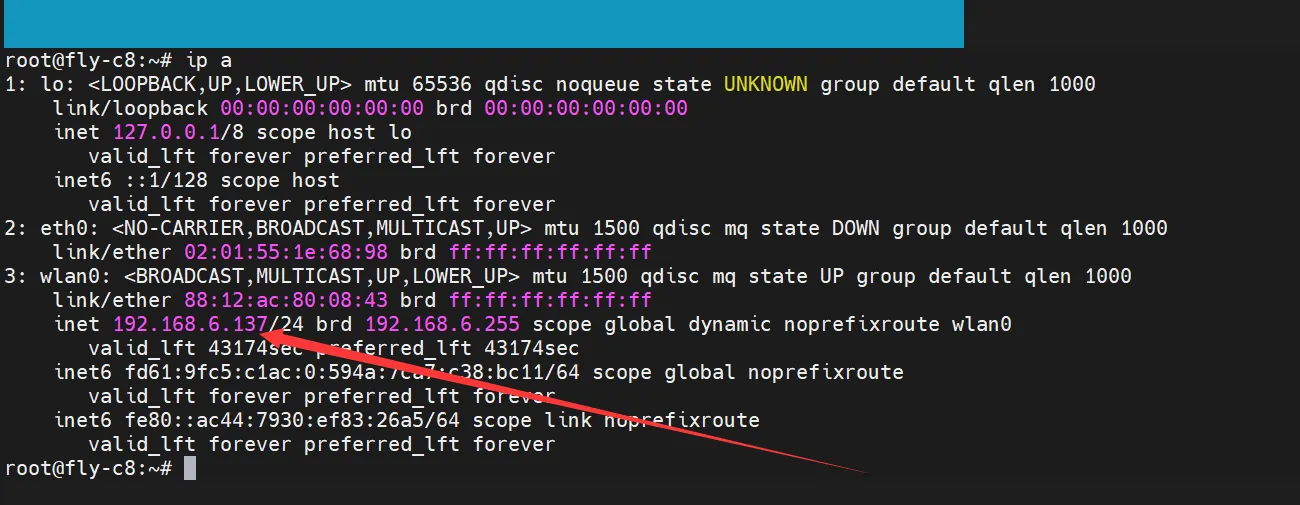 root@fly-c8:~# ip a
1: lo: <LOOPBACK,UP,LOWER_UP> mtu 65536 qdisc noqueue state UNKNOWN group default qlen 1000
    link/loopback 00:00:00:00:00:00 brd 00:00:00:00:00:00
    inet 127.0.0.1/8 scope host lo
       valid_lft forever preferred_lft forever
    inet6 ::1/128 scope host
       valid_lft forever preferred_lft forever
2: eth0: <NO-CARRIER,BROADCAST,MULTICAST,UP> mtu 1500 qdisc mq state DOWN group default qlen 1000
    link/ether 02:01:55:1e:68:98 brd ff:ff:ff:ff:ff:ff
3: wlan0: <BROADCAST,MULTICAST,UP,LOWER_UP> mtu 1500 qdisc mq state UP group default qlen 1000
    link/ether 88:12:ac:80:08:43 brd ff:ff:ff:ff:ff:ff
    inet 192.168.6.137/24 brd 192.168.6.255 scope global dynamic noprefixroute wlan0
       valid_lft 43174sec preferred_lft 43174sec
    inet6 fd61:9fc5:c1ac:0:594a:7ca7:c38:bc11/64 scope global noprefixroute
       valid_lft forever preferred_lft forever
    inet6 fe80::ac44:7930:ef83:26a5/64 scope link noprefixroute
       valid_lft forever preferred_lft forever
root@fly-c8:~#